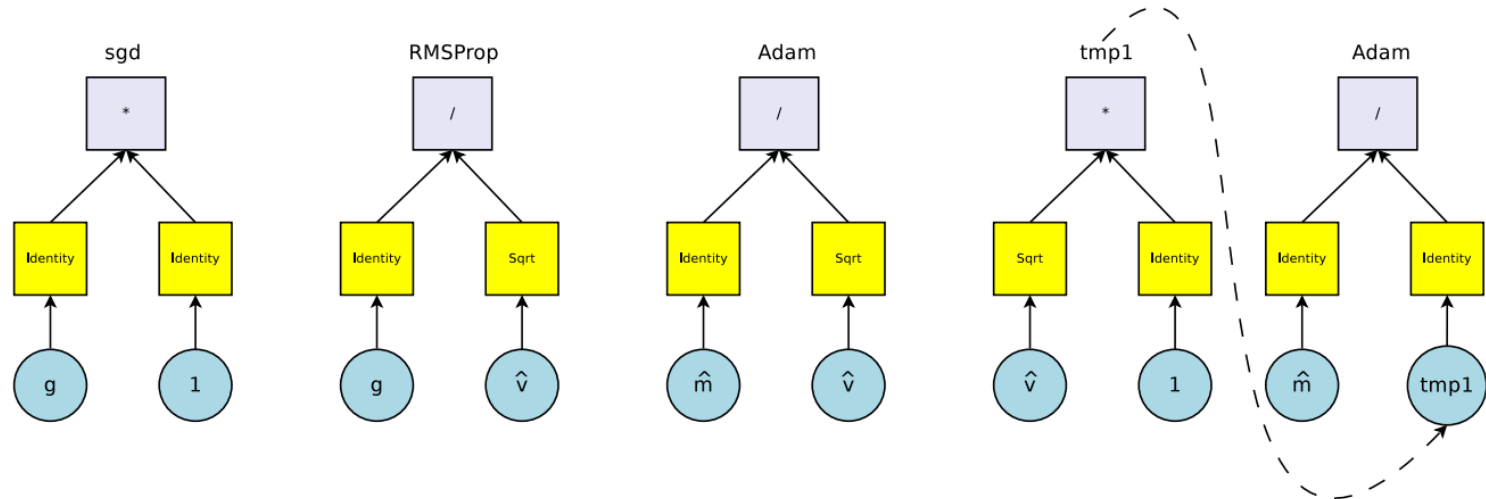 sgd RMSProp Adam tmp1 Adam
* / / * /
Identity Identity Identity Sqrt Identity Sqrt Sqrt Identity Identity Identity
g 1 g v̂ m̂ v̂ v̂ 1 m̂ tmp1